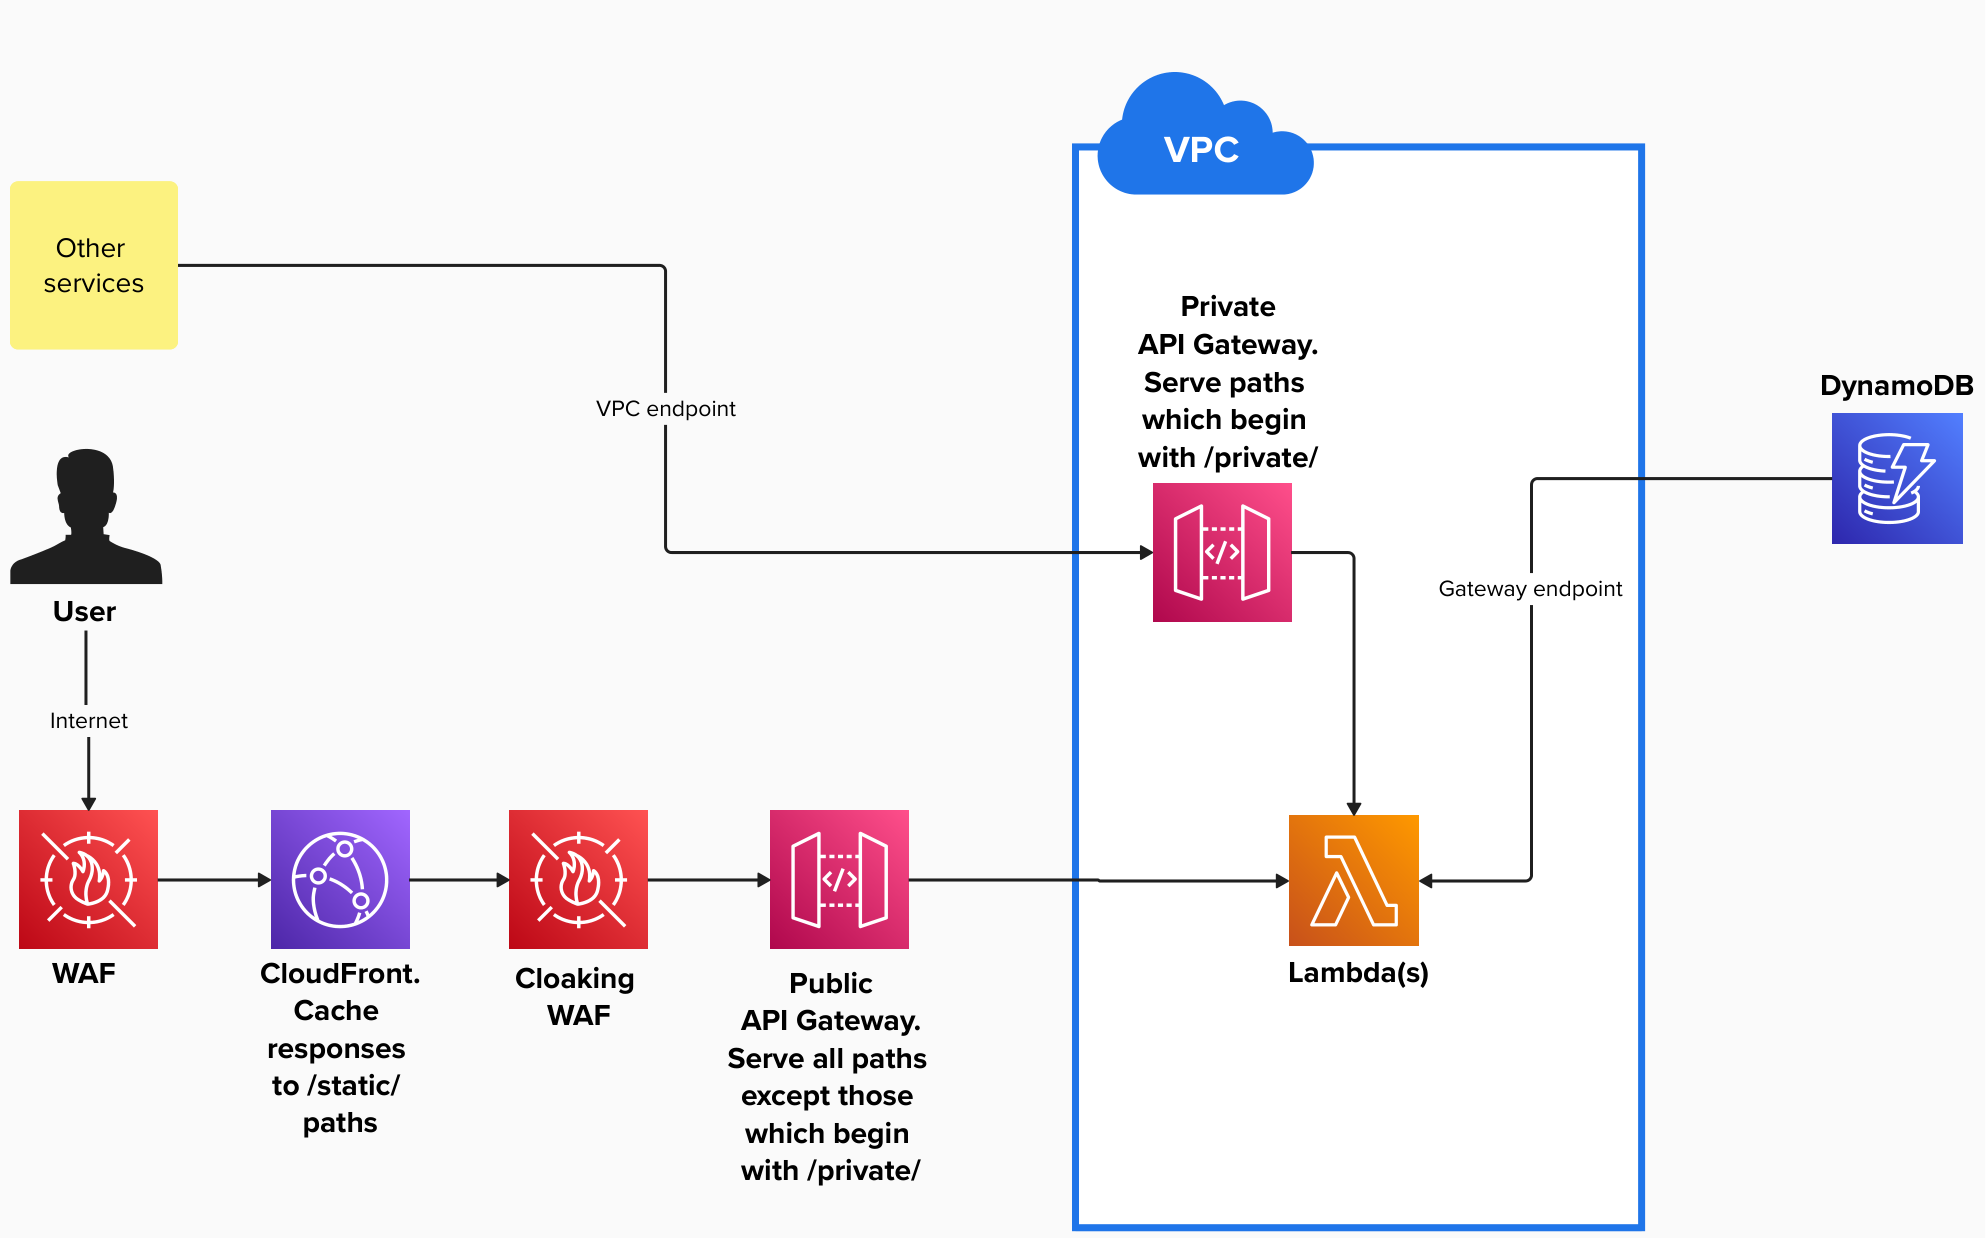 VPC
Other
services
Private
API Gateway.
Serve paths
which begin
with /private/
VPC endpoint
DynamoDB
Gateway endpoint
User
Internet
WAF
CloudFront.
Cache
responses
to /static/
paths
Cloaking
WAF
Public
API Gateway.
Serve all paths
except those
which begin
with /private/
Lambda(s)